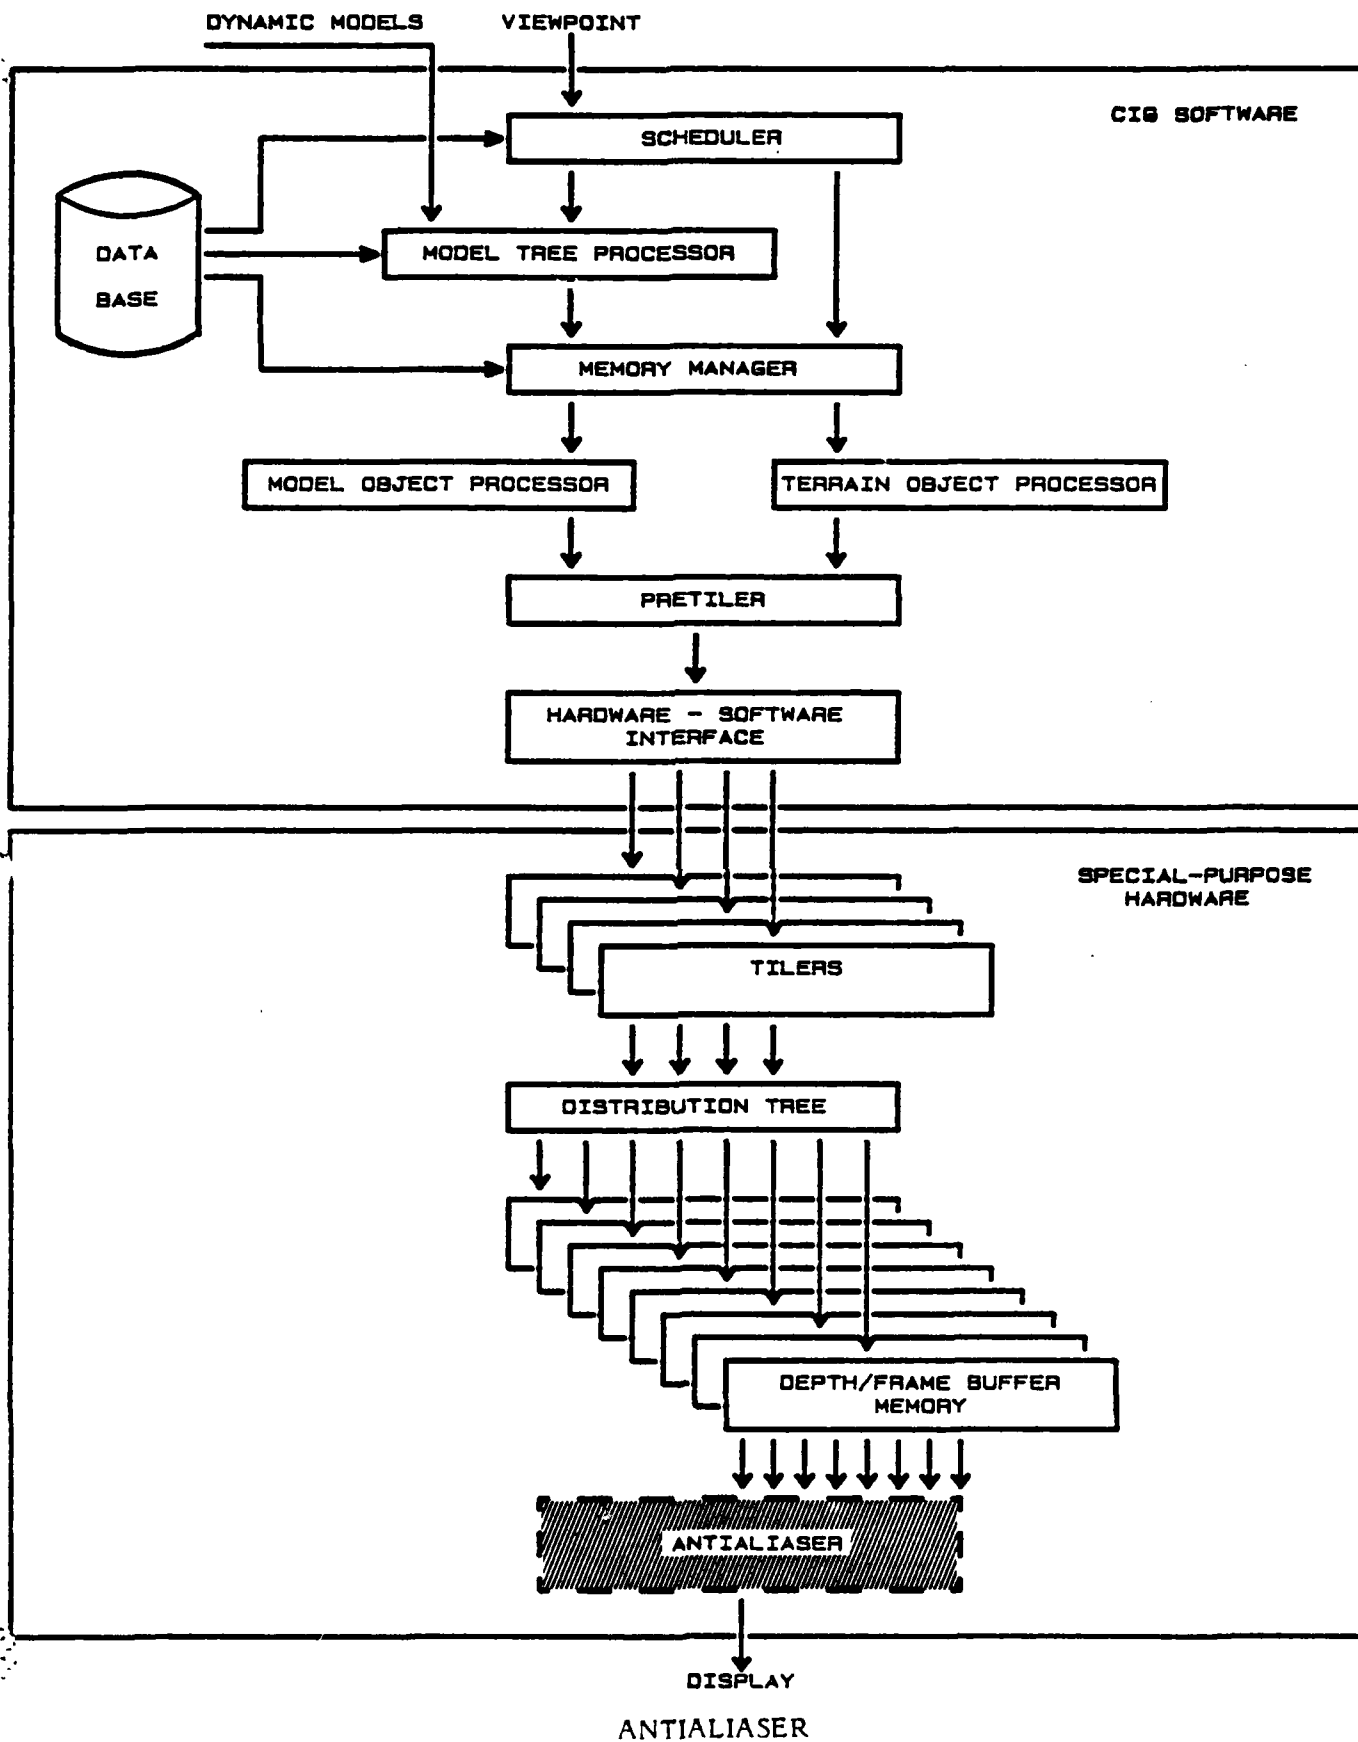 DYNAMIC MODELS
VIEWPOINT
CIG SOFTWARE
SCHEDULER
DATA
BASE
MODEL TREE PROCESSOR
MEMORY MANAGER
MODEL OBJECT PROCESSOR
TERRAIN OBJECT PROCESSOR
PRETILER
HARDWARE - SOFTWARE
INTERFACE
SPECIAL-PURPOSE
HARDWARE
TILERS
DISTRIBUTION TREE
DEPTH/FRAME BUFFER
MEMORY
ANTIALIASER
DISPLAY
ANTIALIASER